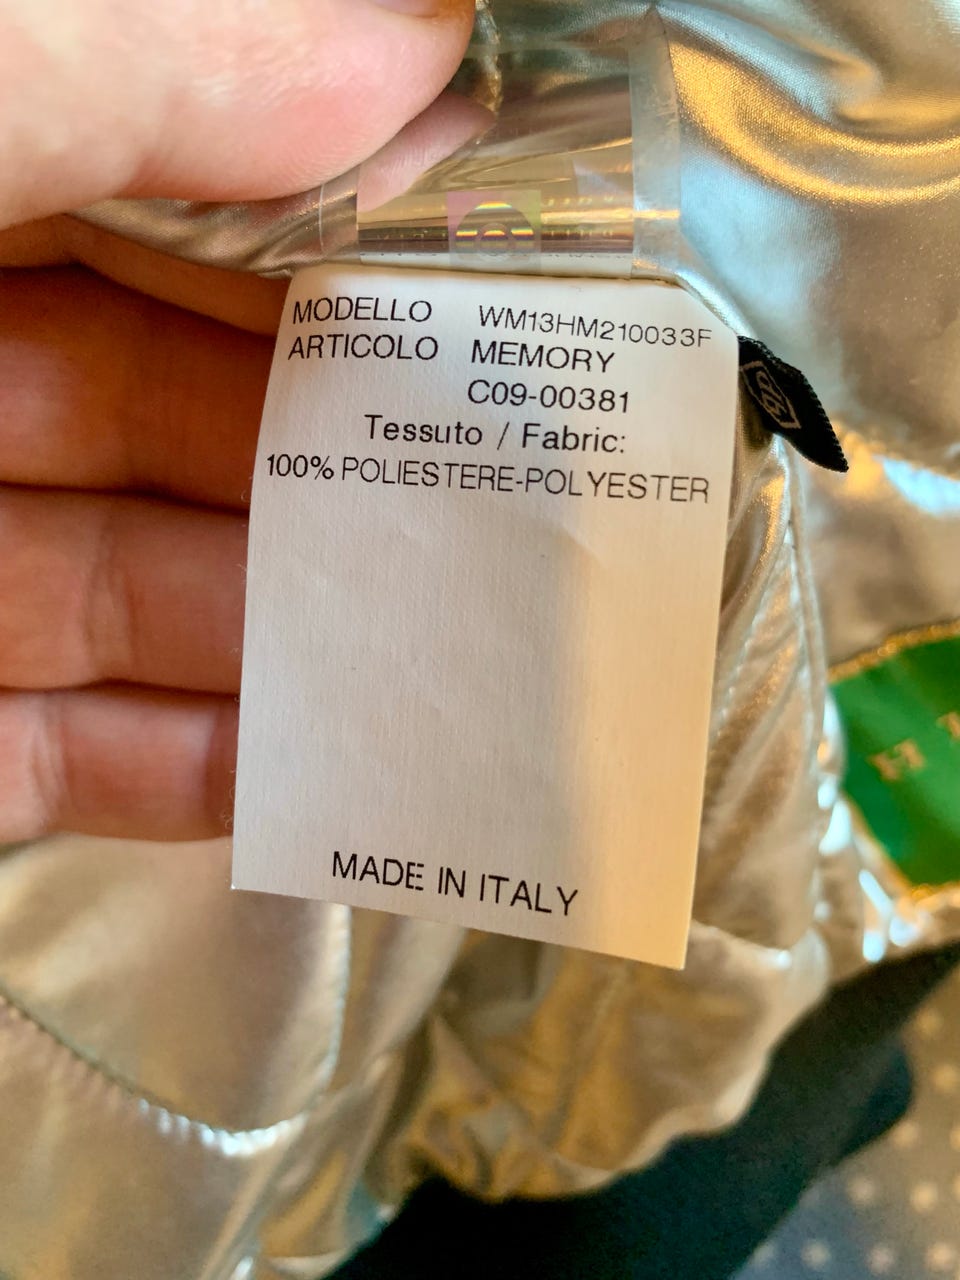 MODELLO WM13HM210033F
ARTICOLO MEMORY
C09-00381
Tessuto / Fabric:
100% POLIESTERE-POLYESTER
MADE IN ITALY